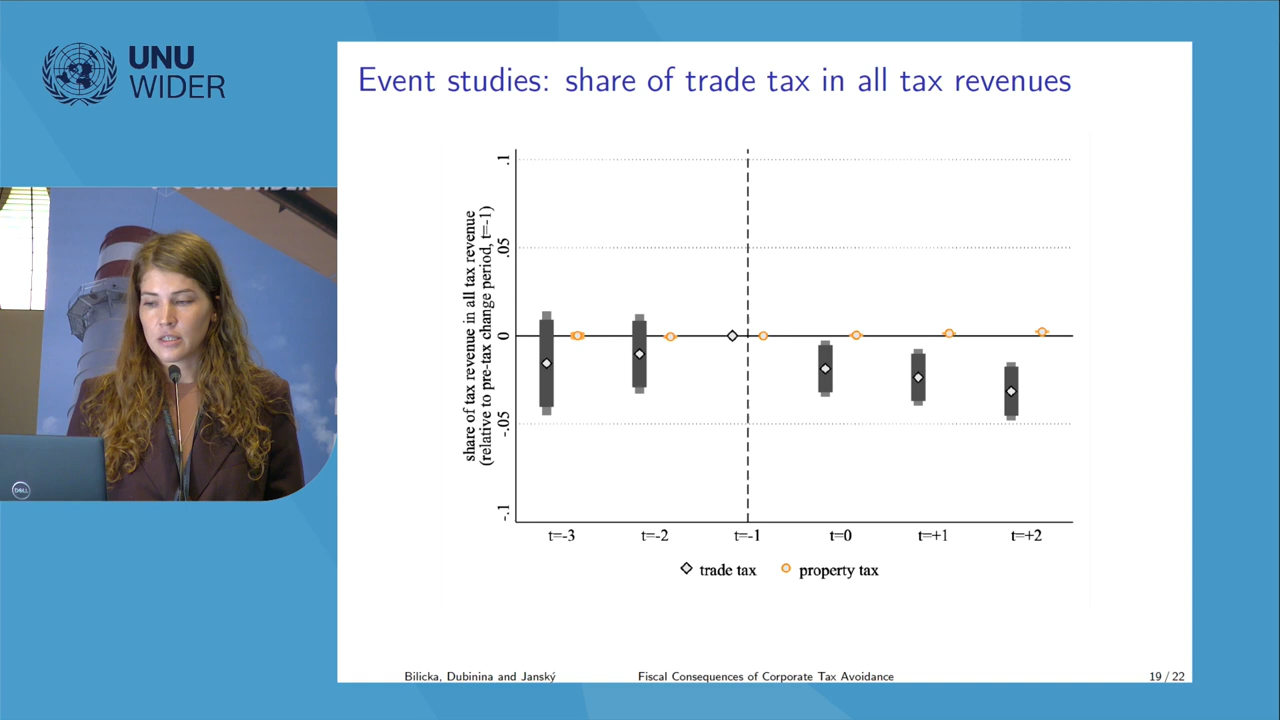 UNU
WIDER
Event studies: share of trade tax in all tax revenues
share of tax revenue in all tax revenue
(relative to pre-tax change period, t=-1)
.1
.05
0
-.05
-.1
t=-3 t=-2 t=-1 t=0 t=+1 t=+2
trade tax property tax
DELL
Bilicka, Dubinina and Janský Fiscal Consequences of Corporate Tax Avoidance 19 / 22